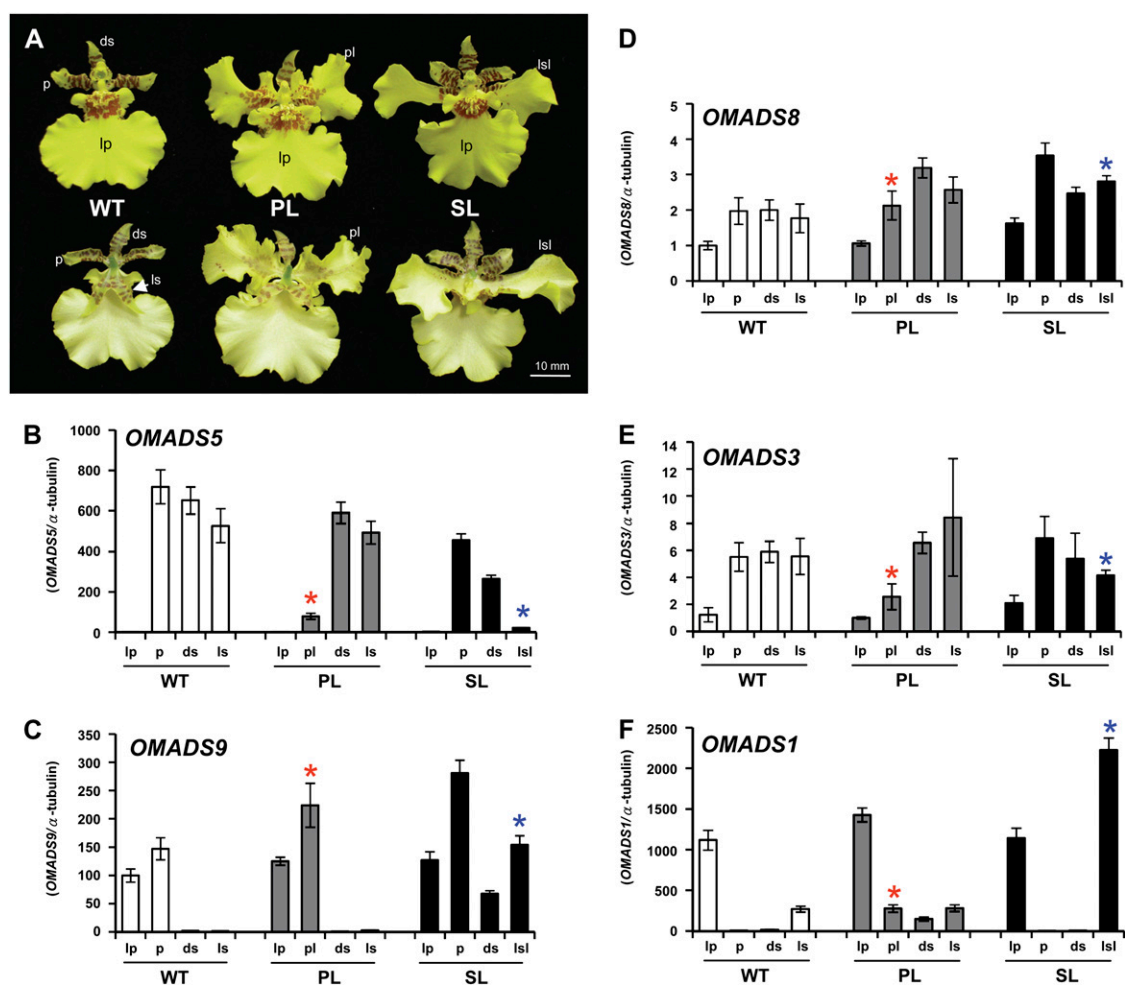 A
ds
pl
lsl
p
lp
lp
lp
WT
PL
SL
ds
pl
lsl
p
ls
10 mm
B
OMADS5
(OMADS5/α-tubulin)
1000
800
600
400
200
0
lp p ds ls lp pl ds ls lp p ds lsl
WT PL SL
* *
C
OMADS9
(OMADS9/α-tubulin)
350
300
250
200
150
100
50
0
lp p ds ls lp pl ds ls lp p ds lsl
WT PL SL
* *
D
OMADS8
(OMADS8/α-tubulin)
5
4
3
2
1
0
lp p ds ls lp pl ds ls lp p ds lsl
WT PL SL
* *
E
OMADS3
(OMADS3/α-tubulin)
14
12
10
8
6
4
2
0
lp p ds ls lp pl ds ls lp p ds lsl
WT PL SL
* *
F
OMADS1
(OMADS1/α-tubulin)
2500
2000
1500
1000
500
0
lp p ds ls lp pl ds ls lp p ds lsl
WT PL SL
* *